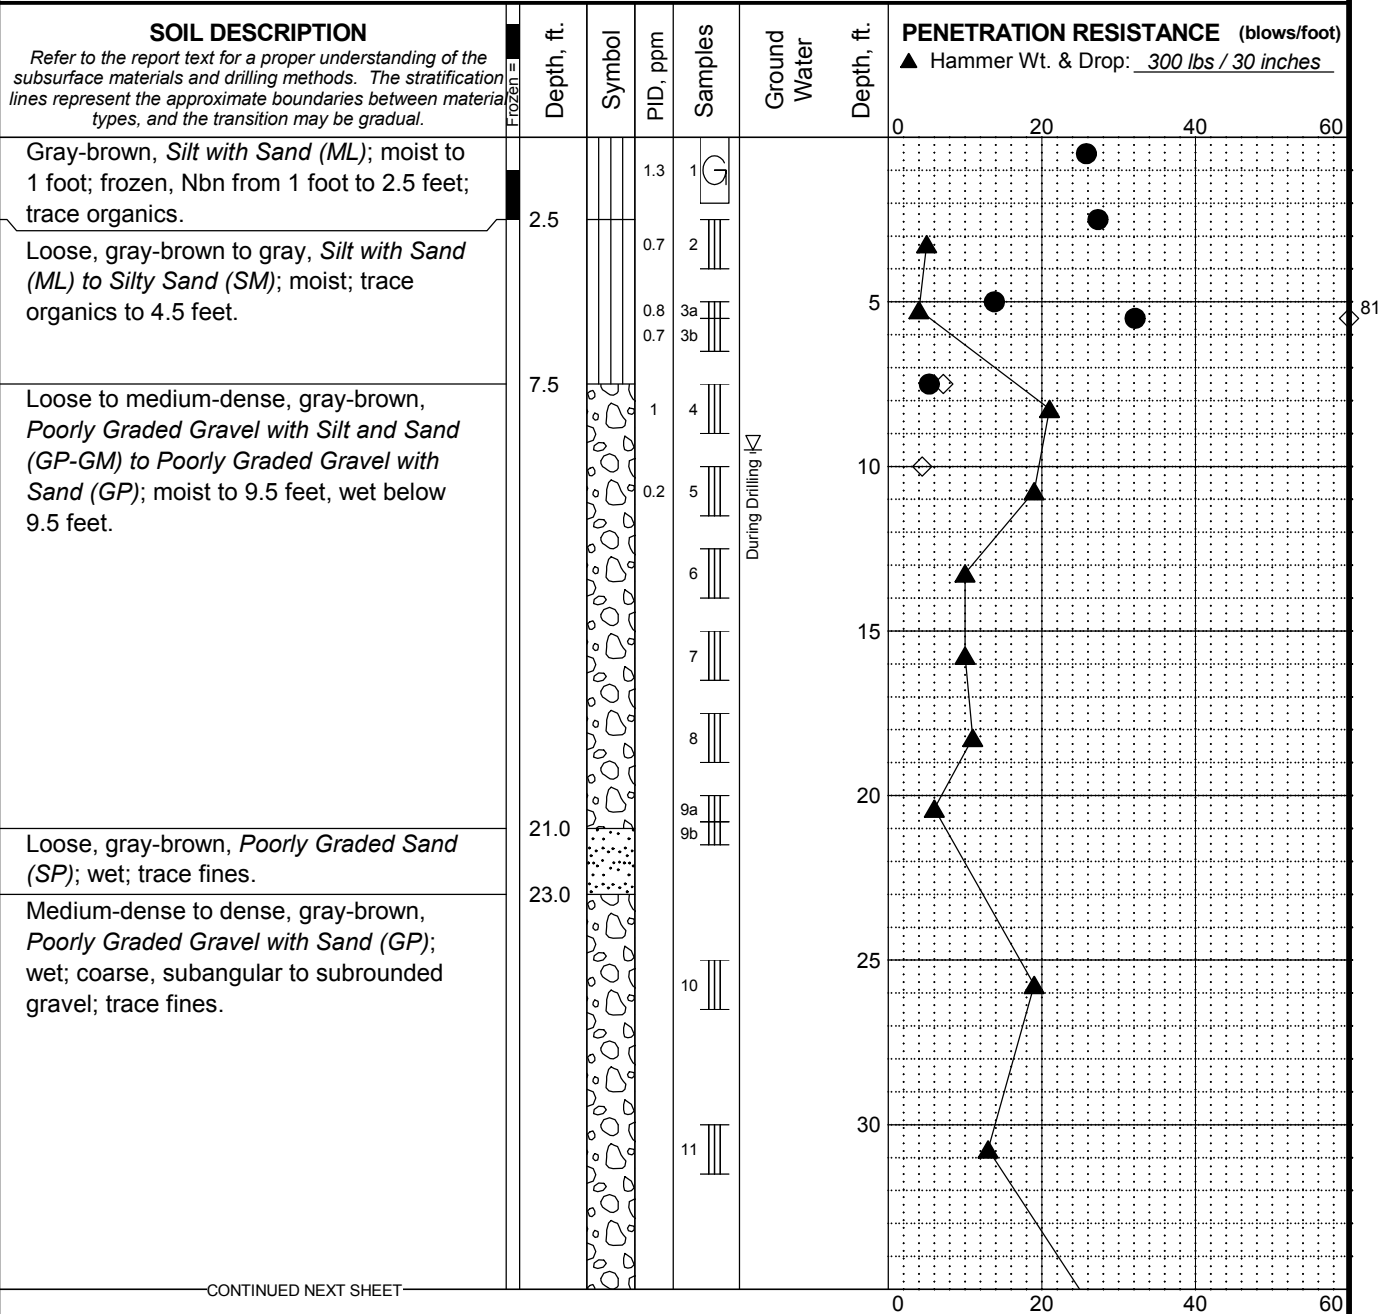 SOIL DESCRIPTION
Refer to the report text for a proper understanding of the
subsurface materials and drilling methods. The stratification
lines represent the approximate boundaries between material
types, and the transition may be gradual.
Frozen =
Depth, ft.
Symbol
PID, ppm
Samples
Ground
Water
Depth, ft.
PENETRATION RESISTANCE (blows/foot)
▲ Hammer Wt. & Drop: 300 lbs / 30 inches
0 20 40 60
Gray-brown, Silt with Sand (ML); moist to
1 foot; frozen, Nbn from 1 foot to 2.5 feet;
trace organics.
1.3 1 G
2.5
Loose, gray-brown to gray, Silt with Sand
(ML) to Silty Sand (SM); moist; trace
organics to 4.5 feet.
0.7 2
0.8 3a
0.7 3b
5
81
7.5
Loose to medium-dense, gray-brown,
Poorly Graded Gravel with Silt and Sand
(GP-GM) to Poorly Graded Gravel with
Sand (GP); moist to 9.5 feet, wet below
9.5 feet.
1 4
During Drilling
10
0.2 5
6
15
7
8
20
9a
21.0
9b
Loose, gray-brown, Poorly Graded Sand
(SP); wet; trace fines.
23.0
Medium-dense to dense, gray-brown,
Poorly Graded Gravel with Sand (GP);
wet; coarse, subangular to subrounded
gravel; trace fines.
25
10
30
11
CONTINUED NEXT SHEET
0 20 40 60